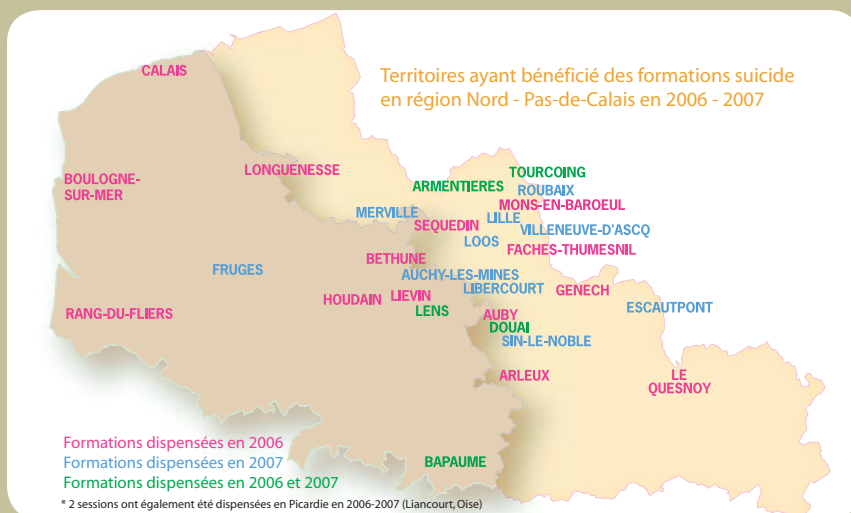 Territoires ayant bénéficié des formations suicide
en région Nord - Pas-de-Calais en 2006 - 2007
CALAIS
LONGUENESSE
BOULOGNE-
SUR-MER
TOURCOING
ARMENTIERES
ROUBAIX
MONS-EN-BAROEUL
MERVILLE
LILLE
SEQUEDIN
VILLENEUVE-D'ASCQ
LOOS
FACHES-THUMESNIL
BETHUNE
FRUGES
AUCHY-LES-MINES
LIBERCOURT
GENECH
HOUDAIN
LIEVIN
ESCAUTPONT
RANG-DU-FLIERS
LENS
AUBY
DOUAI
SIN-LE-NOBLE
ARLEUX
LE
QUESNOY
BAPAUME
Formations dispensées en 2006
Formations dispensées en 2007
Formations dispensées en 2006 et 2007
* 2 sessions ont également été dispensées en Picardie en 2006-2007 (Liancourt, Oise)